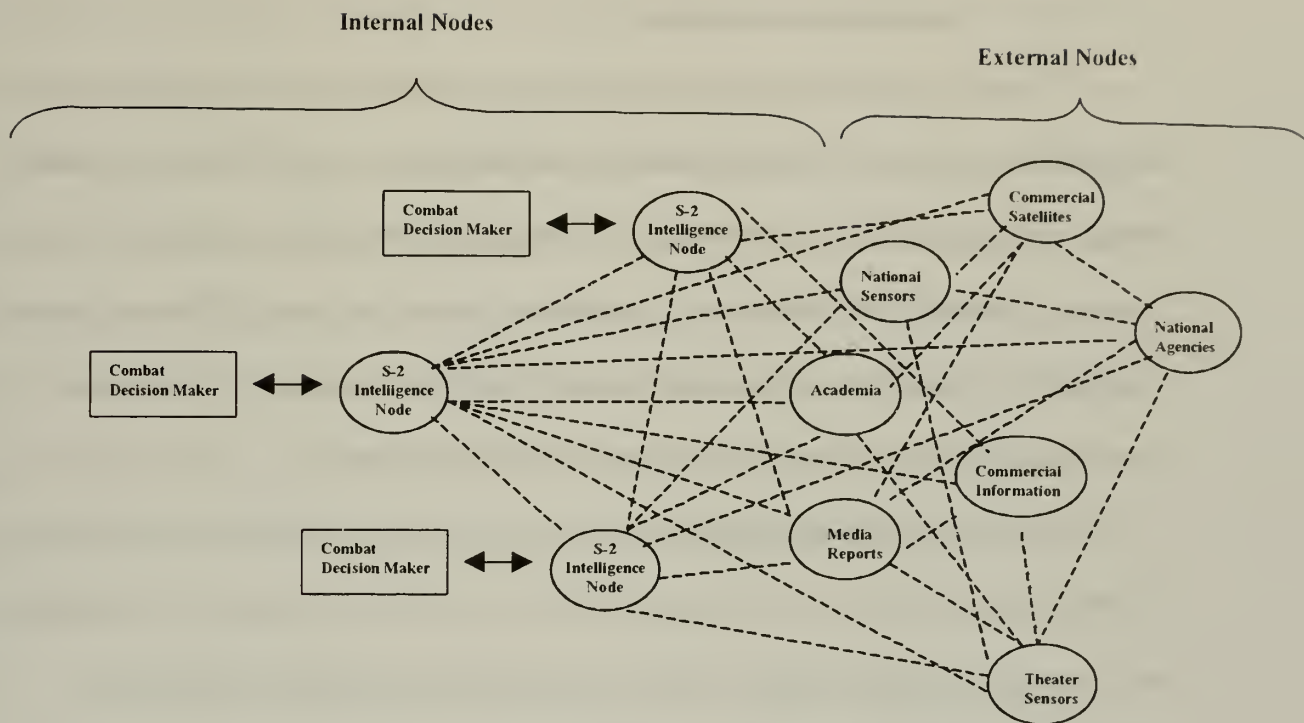 Internal Nodes
External Nodes
Combat
Decision Maker
S-2
Intelligence
Node
Commercial
Satellites
National
Sensors
National
Agencies
Combat
Decision Maker
S-2
Intelligence
Node
Academia
Commercial
Information
Combat
Decision Maker
S-2
Intelligence
Node
Media
Reports
Theater
Sensors